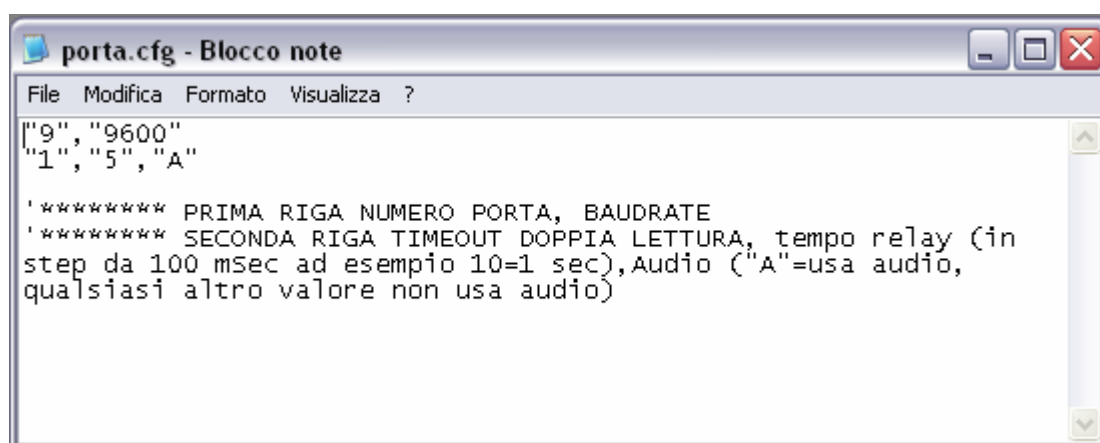 porta.cfg - Blocco note
File Modifica Formato Visualizza ?
"9","9600"
"1","5","A"
'******** PRIMA RIGA NUMERO PORTA, BAUDRATE
'******** SECONDA RIGA TIMEOUT DOPPIA LETTURA, tempo relay (in
step da 100 mSec ad esempio 10=1 sec),Audio ("A"=usa audio,
qualsiasi altro valore non usa audio)